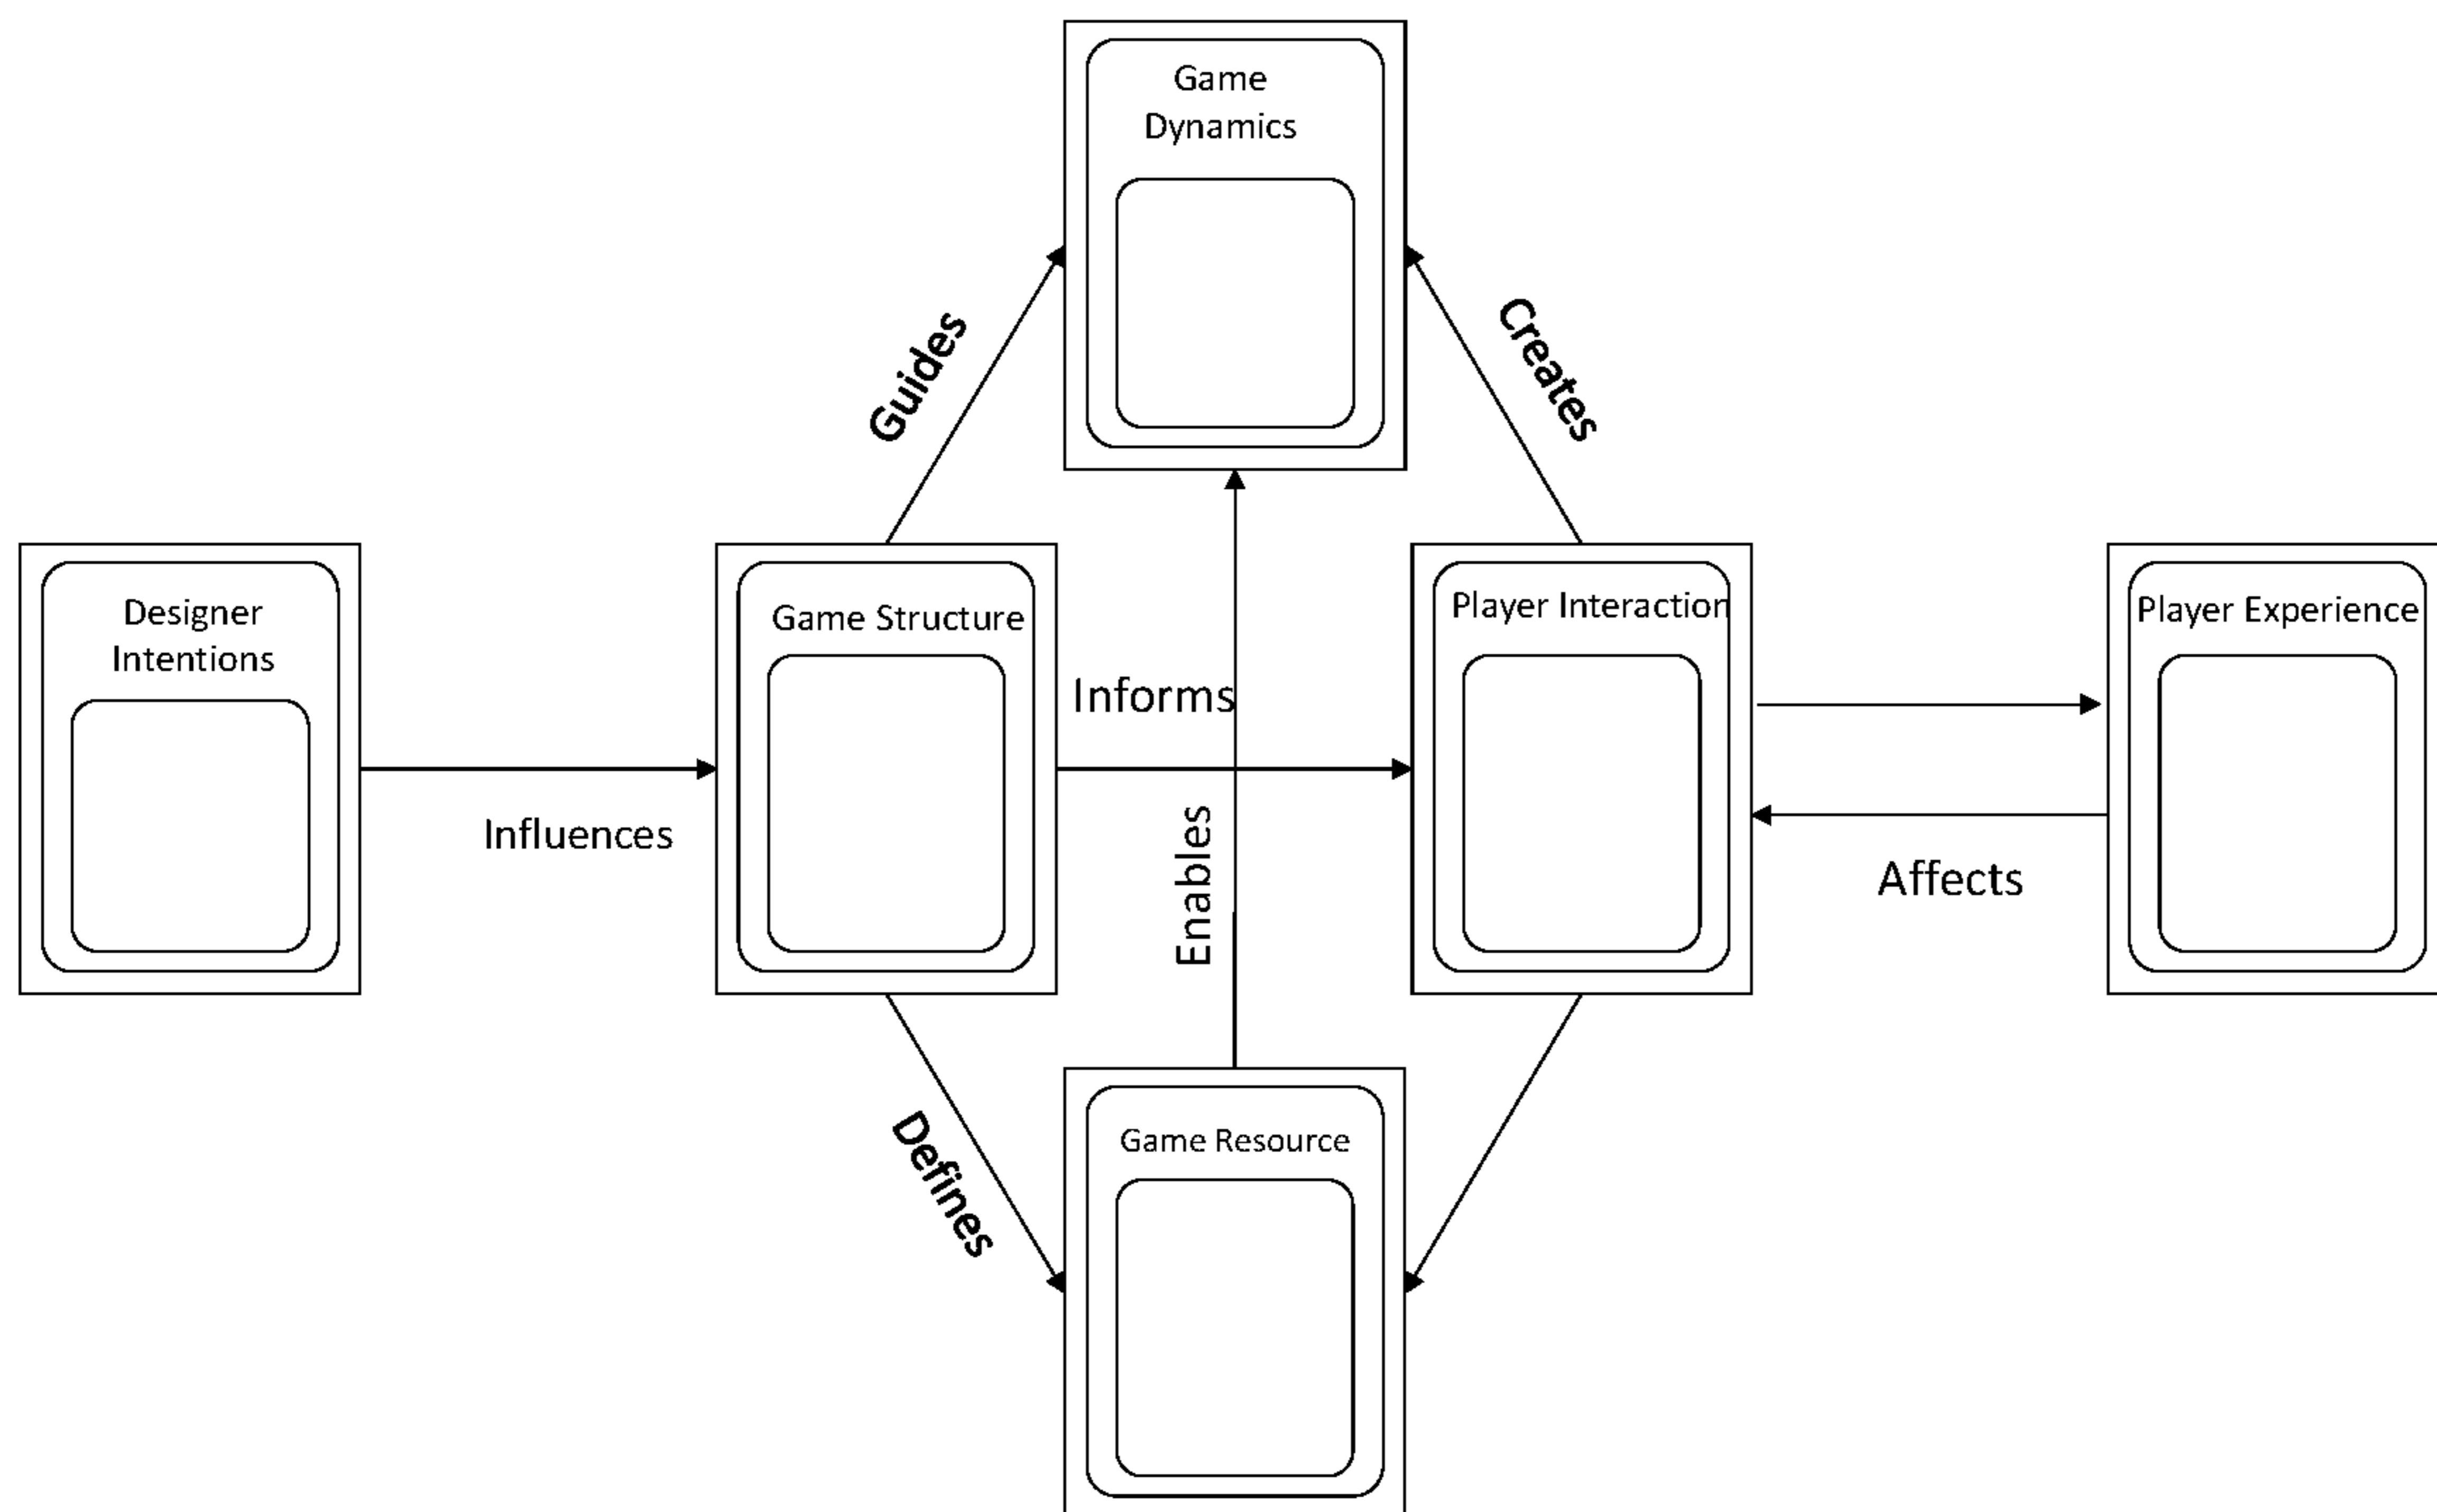 Game
Dynamics
Guides
Creates
Designer
Intentions
Game Structure
Player Interaction
Player Experience
Informs
Influences
Enables
Affects
Defines
Game Resource